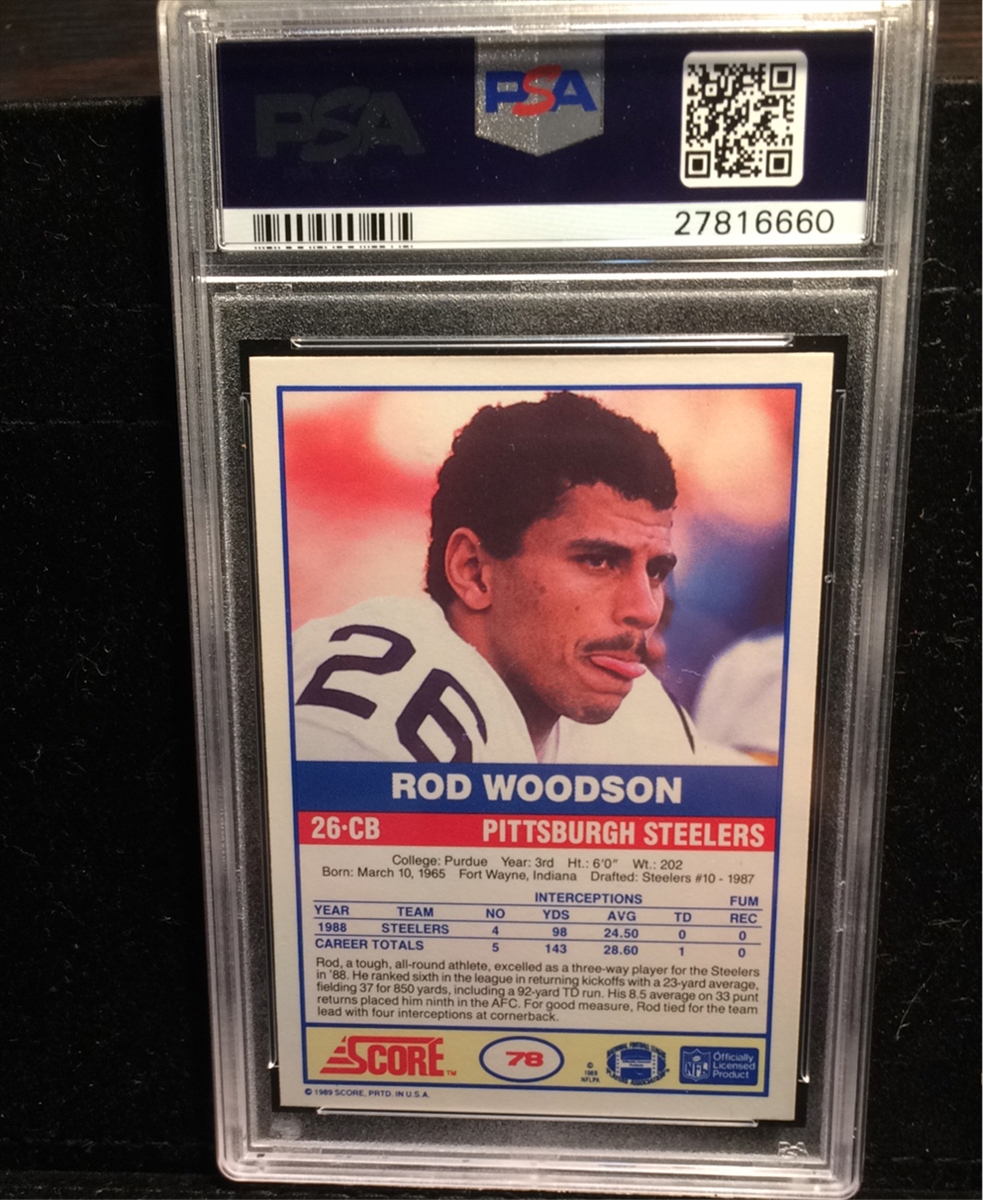 PSA
PSA
27816660
26
ROD WOODSON
26·CB PITTSBURGH STEELERS
College: Purdue Year: 3rd Ht.: 6'0" Wt.: 202
Born: March 10, 1965 Fort Wayne, Indiana Drafted: Steelers #10 - 1987
INTERCEPTIONS FUM
YEAR TEAM NO YDS AVG TD REC
1988 STEELERS 4 98 24.50 0 0
CAREER TOTALS 5 143 28.60 1 0
Rod, a tough, all-round athlete, excelled as a three-way player for the Steelers
in '88. He ranked sixth in the league in returning kickoffs with a 23-yard average,
fielding 37 for 850 yards, including a 92-yard TD run. His 8.5 average on 33 punt
returns placed him ninth in the AFC. For good measure, Rod tied for the team
lead with four interceptions at cornerback.
SCORE™ 78
© 1989 NFLPA
NFL
Officially
Licensed
Product
© 1989 SCORE, PRTD. IN U.S.A.
PSA